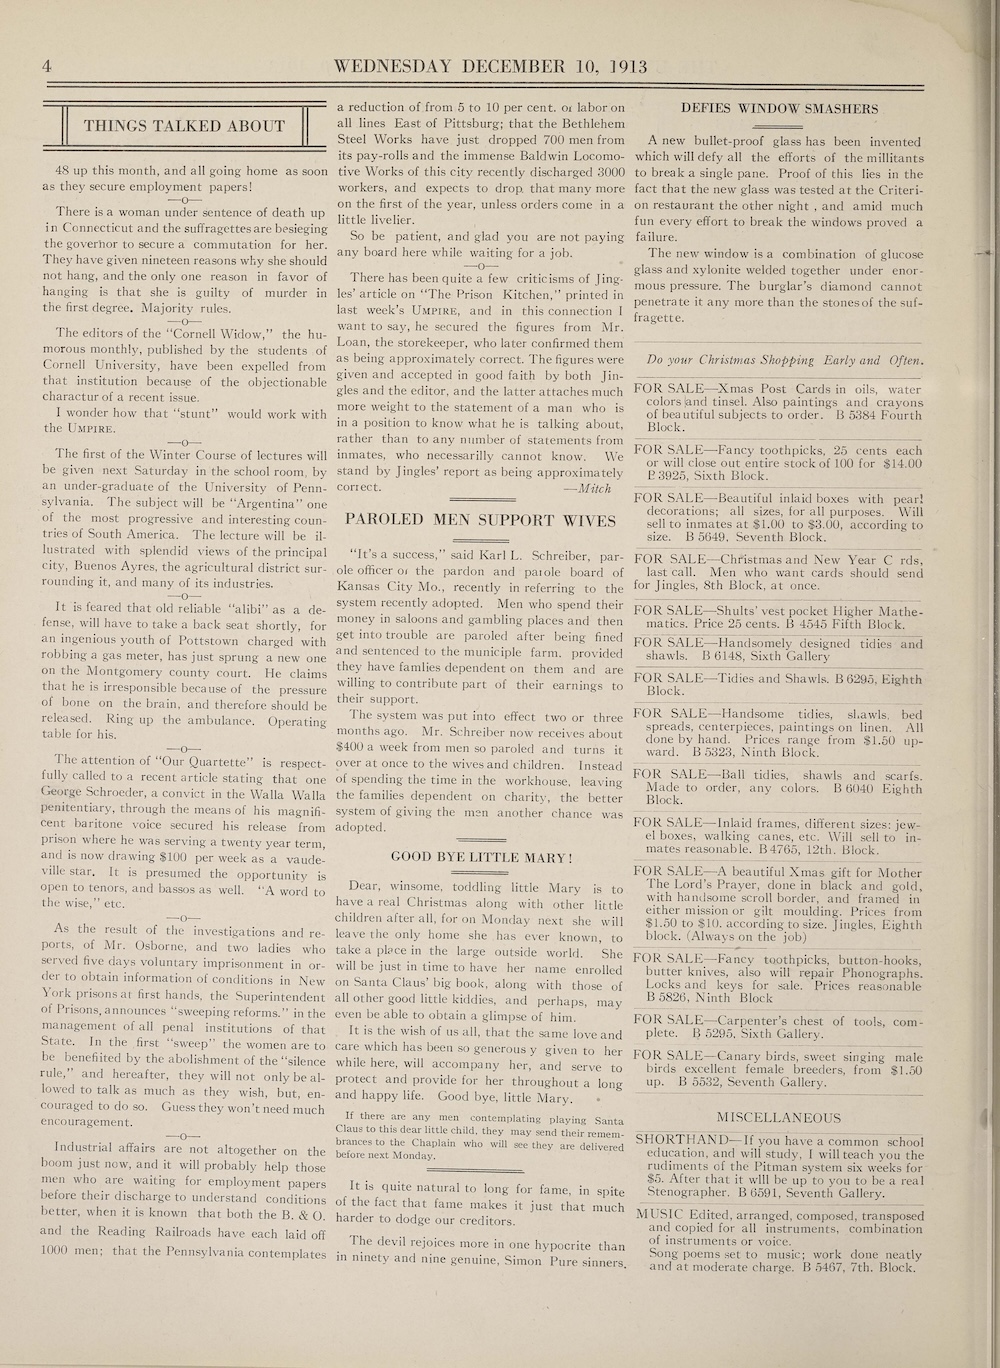 4
WEDNESDAY DECEMBER 10, 1913
THINGS TALKED ABOUT
48 up this month, and all going home as soon
as they secure employment papers!
—o—
There is a woman under sentence of death up
in Connecticut and the suffragettes are besieging
the governor to secure a commutation for her.
They have given nineteen reasons why she should
not hang, and the only one reason in favor of
hanging is that she is guilty of murder in
the first degree. Majority rules.
—o—
The editors of the "Cornell Widow," the hu-
morous monthly, published by the students of
Cornell University, have been expelled from
that institution because of the objectionable
charactur of a recent issue.
I wonder how that "stunt" would work with
the UMPIRE.
—o—
The first of the Winter Course of lectures will
be given next Saturday in the school room, by
an under-graduate of the University of Penn-
sylvania. The subject will be "Argentina" one
of the most progressive and interesting coun-
tries of South America. The lecture will be il-
lustrated with splendid views of the principal
city, Buenos Ayres, the agricultural district sur-
rounding it, and many of its industries.
—o—
It is feared that old reliable "alibi" as a de-
fense, will have to take a back seat shortly, for
an ingenious youth of Pottstown charged with
robbing a gas meter, has just sprung a new one
on the Montgomery county court. He claims
that he is irresponsible because of the pressure
of bone on the brain, and therefore should be
released. Ring up the ambulance. Operating
table for his.
—o—
The attention of "Our Quartette" is respect-
fully called to a recent article stating that one
George Schroeder, a convict in the Walla Walla
penitentiary, through the means of his magnifi-
cent baritone voice secured his release from
prison where he was serving a twenty year term,
and is now drawing $100 per week as a vaude-
ville star. It is presumed the opportunity is
open to tenors, and bassos as well. "A word to
the wise," etc.
—o—
As the result of the investigations and re-
ports, of Mr. Osborne, and two ladies who
served five days voluntary imprisonment in or-
der to obtain information of conditions in New
York prisons at first hands, the Superintendent
of Prisons, announces "sweeping reforms." in the
management of all penal institutions of that
State. In the first "sweep" the women are to
be benefiited by the abolishment of the "silence
rule," and hereafter, they will not only be al-
lowed to talk as much as they wish, but, en-
couraged to do so. Guess they won't need much
encouragement.
—o—
Industrial affairs are not altogether on the
boom just now, and it will probably help those
men who are waiting for employment papers
before their discharge to understand conditions
better, when it is known that both the B. & O.
and the Reading Railroads have each laid off
1000 men; that the Pennsylvania contemplates
a reduction of from 5 to 10 per cent. of labor on
all lines East of Pittsburg; that the Bethlehem
Steel Works have just dropped 700 men from
its pay-rolls and the immense Baldwin Locomo-
tive Works of this city recently discharged 3000
workers, and expects to drop that many more
on the first of the year, unless orders come in a
little livelier.
So be patient, and glad you are not paying
any board here while waiting for a job.
—o—
There has been quite a few criticisms of Jing-
les' article on "The Prison Kitchen," printed in
last week's UMPIRE, and in this connection I
want to say, he secured the figures from Mr.
Loan, the storekeeper, who later confirmed them
as being approximately correct. The figures were
given and accepted in good faith by both Jin-
gles and the editor, and the latter attaches much
more weight to the statement of a man who is
in a position to know what he is talking about,
rather than to any number of statements from
inmates, who necessarilly cannot know. We
stand by Jingles' report as being approximately
correct. —Mitch
PAROLED MEN SUPPORT WIVES
"It's a success," said Karl L. Schreiber, par-
ole officer of the pardon and parole board of
Kansas City Mo., recently in referring to the
system recently adopted. Men who spend their
money in saloons and gambling places and then
get into trouble are paroled after being fined
and sentenced to the municiple farm. provided
they have famlies dependent on them and are
willing to contribute part of their earnings to
their support.
The system was put into effect two or three
months ago. Mr. Schreiber now receives about
$400 a week from men so paroled and turns it
over at once to the wives and children. Instead
of spending the time in the workhouse, leaving
the families dependent on charity, the better
system of giving the men another chance was
adopted.
GOOD BYE LITTLE MARY!
Dear, winsome, toddling little Mary is to
have a real Christmas along with other little
children after all, for on Monday next she will
leave the only home she has ever known, to
take a place in the large outside world. She
will be just in time to have her name enrolled
on Santa Claus' big book, along with those of
all other good little kiddies, and perhaps, may
even be able to obtain a glimpse of him.
It is the wish of us all, that the same love and
care which has been so generous y given to her
while here, will accompany her, and serve to
protect and provide for her throughout a long
and happy life. Good bye, little Mary.
If there are any men contemplating playing Santa
Claus to this dear little child, they may send their remem-
brances to the Chaplain who will see they are delivered
before next Monday.
It is quite natural to long for fame, in spite
of the fact that fame makes it just that much
harder to dodge our creditors.
The devil rejoices more in one hypocrite than
in ninety and nine genuine, Simon Pure sinners.
DEFIES WINDOW SMASHERS
A new bullet-proof glass has been invented
which will defy all the efforts of the millitants
to break a single pane. Proof of this lies in the
fact that the new glass was tested at the Criteri-
on restaurant the other night , and amid much
fun every effort to break the windows proved a
failure.
The new window is a combination of glucose
glass and xylonite welded together under enor-
mous pressure. The burglar's diamond cannot
penetrate it any more than the stones of the suf-
fragette.
Do your Christmas Shopping Early and Often.
FOR SALE—Xmas Post Cards in oils, water
colors and tinsel. Also paintings and crayons
of beautiful subjects to order. B 5384 Fourth
Block.
FOR SALE—Fancy toothpicks, 25 cents each
or will close out entire stock of 100 for $14.00
B 3925, Sixth Block.
FOR SALE—Beautiful inlaid boxes with pearl
decorations; all sizes, for all purposes. Will
sell to inmates at $1.00 to $3.00, according to
size. B 5649, Seventh Block.
FOR SALE—Christmas and New Year C rds,
last call. Men who want cards should send
for Jingles, 8th Block, at once.
FOR SALE—Shults' vest pocket Higher Mathe-
matics. Price 25 cents. B 4545 Fifth Block.
FOR SALE—Handsomely designed tidies and
shawls. B 6148, Sixth Gallery
FOR SALE—Tidies and Shawls. B 6295, Eighth
Block.
FOR SALE—Handsome tidies, shawls, bed
spreads, centerpieces, paintings on linen. All
done by hand. Prices range from $1.50 up-
ward. B 5323, Ninth Block.
FOR SALE—Ball tidies, shawls and scarfs.
Made to order, any colors. B 6040 Eighth
Block.
FOR SALE—Inlaid frames, different sizes: jew-
el boxes, walking canes, etc. Will sell to in-
mates reasonable. B 4765, 12th. Block.
FOR SALE—A beautiful Xmas gift for Mother
The Lord's Prayer, done in black and gold,
with handsome scroll border, and framed in
either mission or gilt moulding. Prices from
$1.50 to $10. according to size. Jingles, Eighth
block. (Always on the job)
FOR SALE—Fancy toothpicks, button-hooks,
butter knives, also will repair Phonographs.
Locks and keys for sale. Prices reasonable
B 5826, Ninth Block
FOR SALE—Carpenter's chest of tools, com-
plete. B 5295, Sixth Gallery.
FOR SALE—Canary birds, sweet singing male
birds excellent female breeders, from $1.50
up. B 5532, Seventh Gallery.
MISCELLANEOUS
SHORTHAND—If you have a common school
education, and will study, I will teach you the
rudiments of the Pitman system six weeks for
$5. After that it wlll be up to you to be a real
Stenographer. B 6591, Seventh Gallery.
MUSIC Edited, arranged, composed, transposed
and copied for all instruments, combination
of instruments or voice.
Song poems set to music; work done neatly
and at moderate charge. B 5467, 7th. Block.